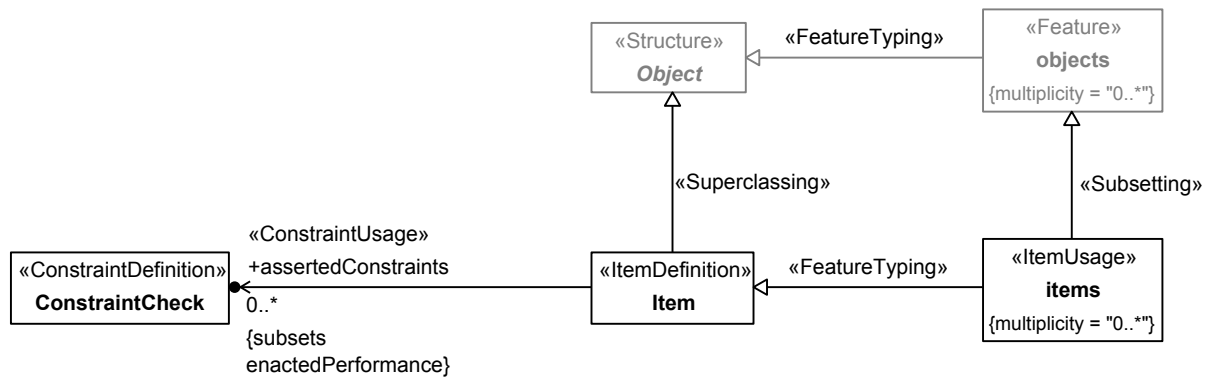 «Structure»
Object
«FeatureTyping»
«Feature»
objects
{multiplicity = "0..*"}
«Superclassing»
«Subsetting»
«ConstraintDefinition»
ConstraintCheck
«ConstraintUsage»
+assertedConstraints
0..*
{subsets
enactedPerformance}
«ItemDefinition»
Item
«FeatureTyping»
«ItemUsage»
items
{multiplicity = "0..*"}